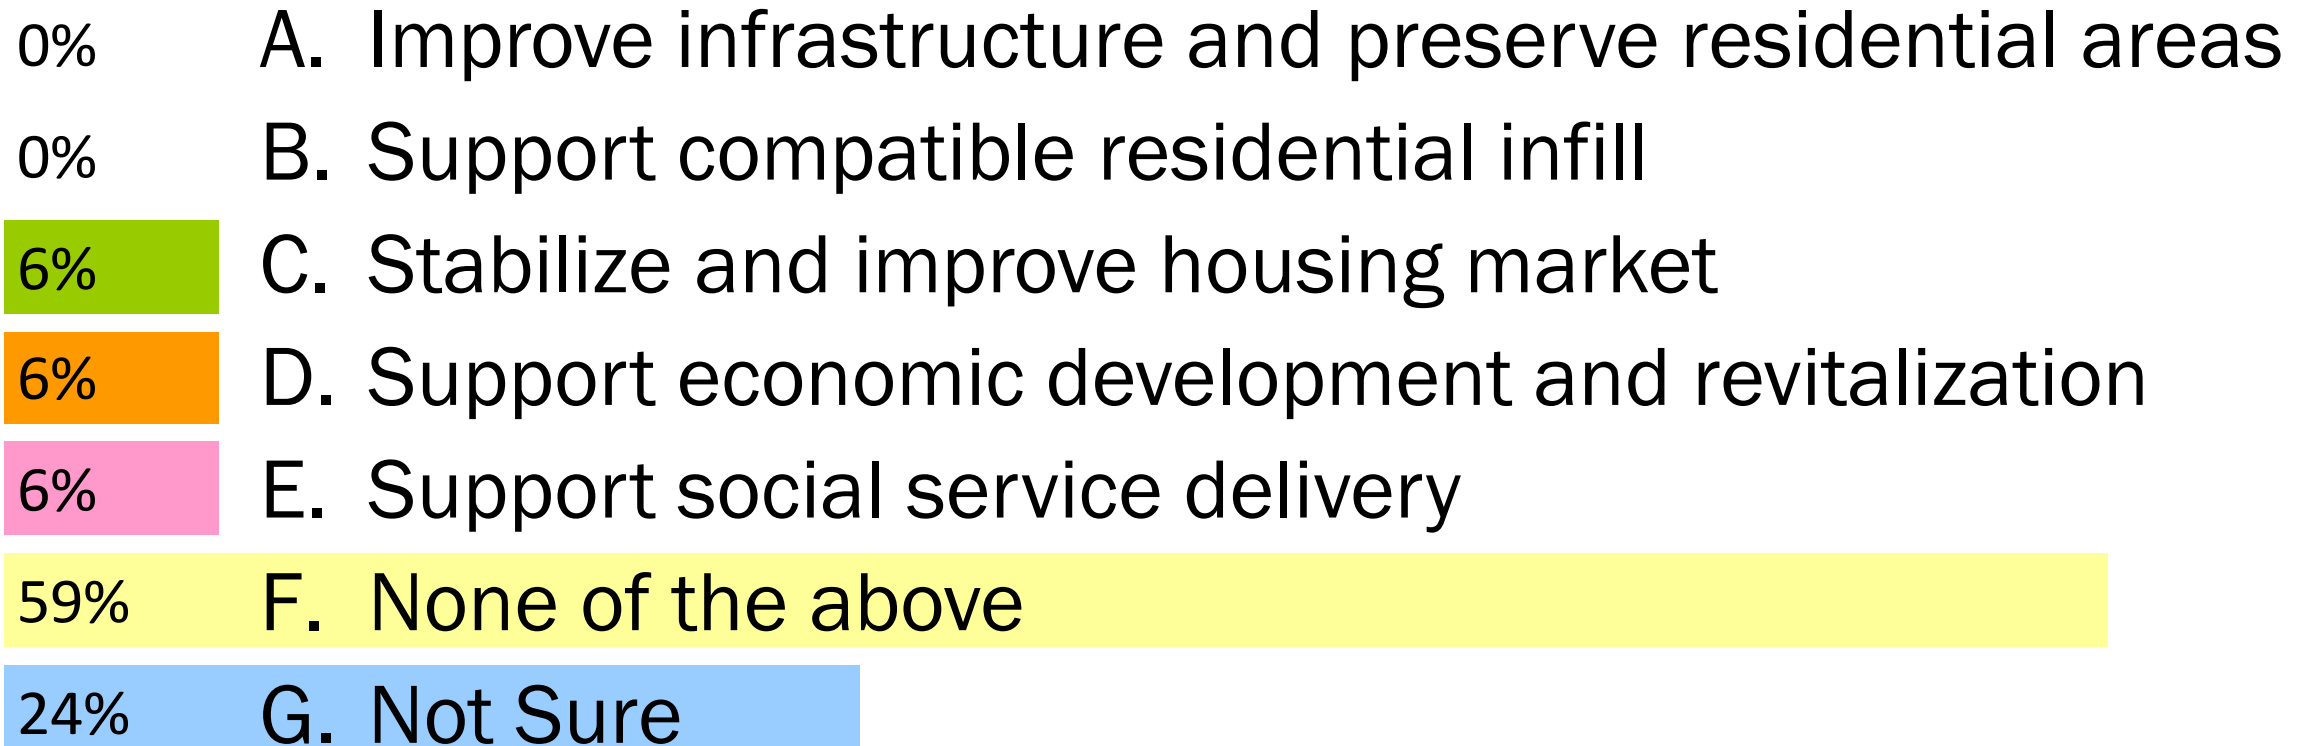 0% A. Improve infrastructure and preserve residential areas
0% B. Support compatible residential infill
6% C. Stabilize and improve housing market
6% D. Support economic development and revitalization
6% E. Support social service delivery
59% F. None of the above
24% G. Not Sure